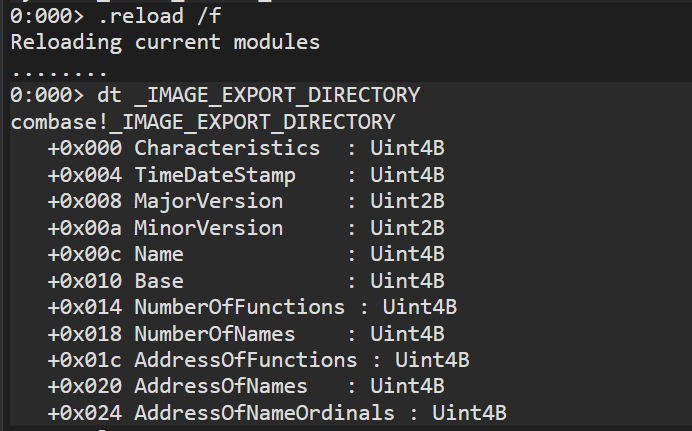 0:000> .reload /f
Reloading current modules
........
0:000> dt _IMAGE_EXPORT_DIRECTORY
combase!_IMAGE_EXPORT_DIRECTORY
   +0x000 Characteristics  : Uint4B
   +0x004 TimeDateStamp    : Uint4B
   +0x008 MajorVersion     : Uint2B
   +0x00a MinorVersion     : Uint2B
   +0x00c Name             : Uint4B
   +0x010 Base             : Uint4B
   +0x014 NumberOfFunctions : Uint4B
   +0x018 NumberOfNames    : Uint4B
   +0x01c AddressOfFunctions : Uint4B
   +0x020 AddressOfNames   : Uint4B
   +0x024 AddressOfNameOrdinals : Uint4B